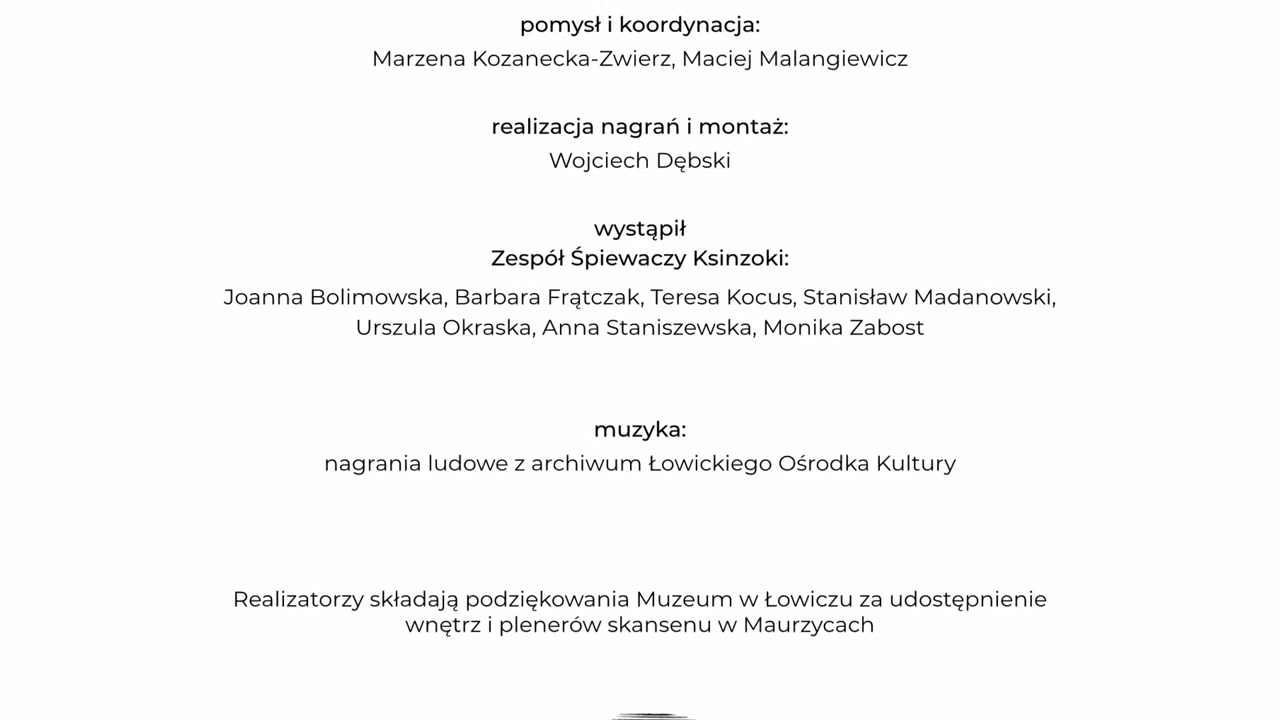 pomysł i koordynacja:
Marzena Kozanecka-Zwierz, Maciej Malangiewicz
realizacja nagrań i montaż:
Wojciech Dębski
wystąpił
Zespół Śpiewaczy Ksinzoki:
Joanna Bolimowska, Barbara Frątczak, Teresa Kocus, Stanisław Madanowski,
Urszula Okraska, Anna Staniszewska, Monika Zabost
muzyka:
nagrania ludowe z archiwum Łowickiego Ośrodka Kultury
Realizatorzy składają podziękowania Muzeum w Łowiczu za udostępnienie
wnętrz i plenerów skansenu w Maurzycach